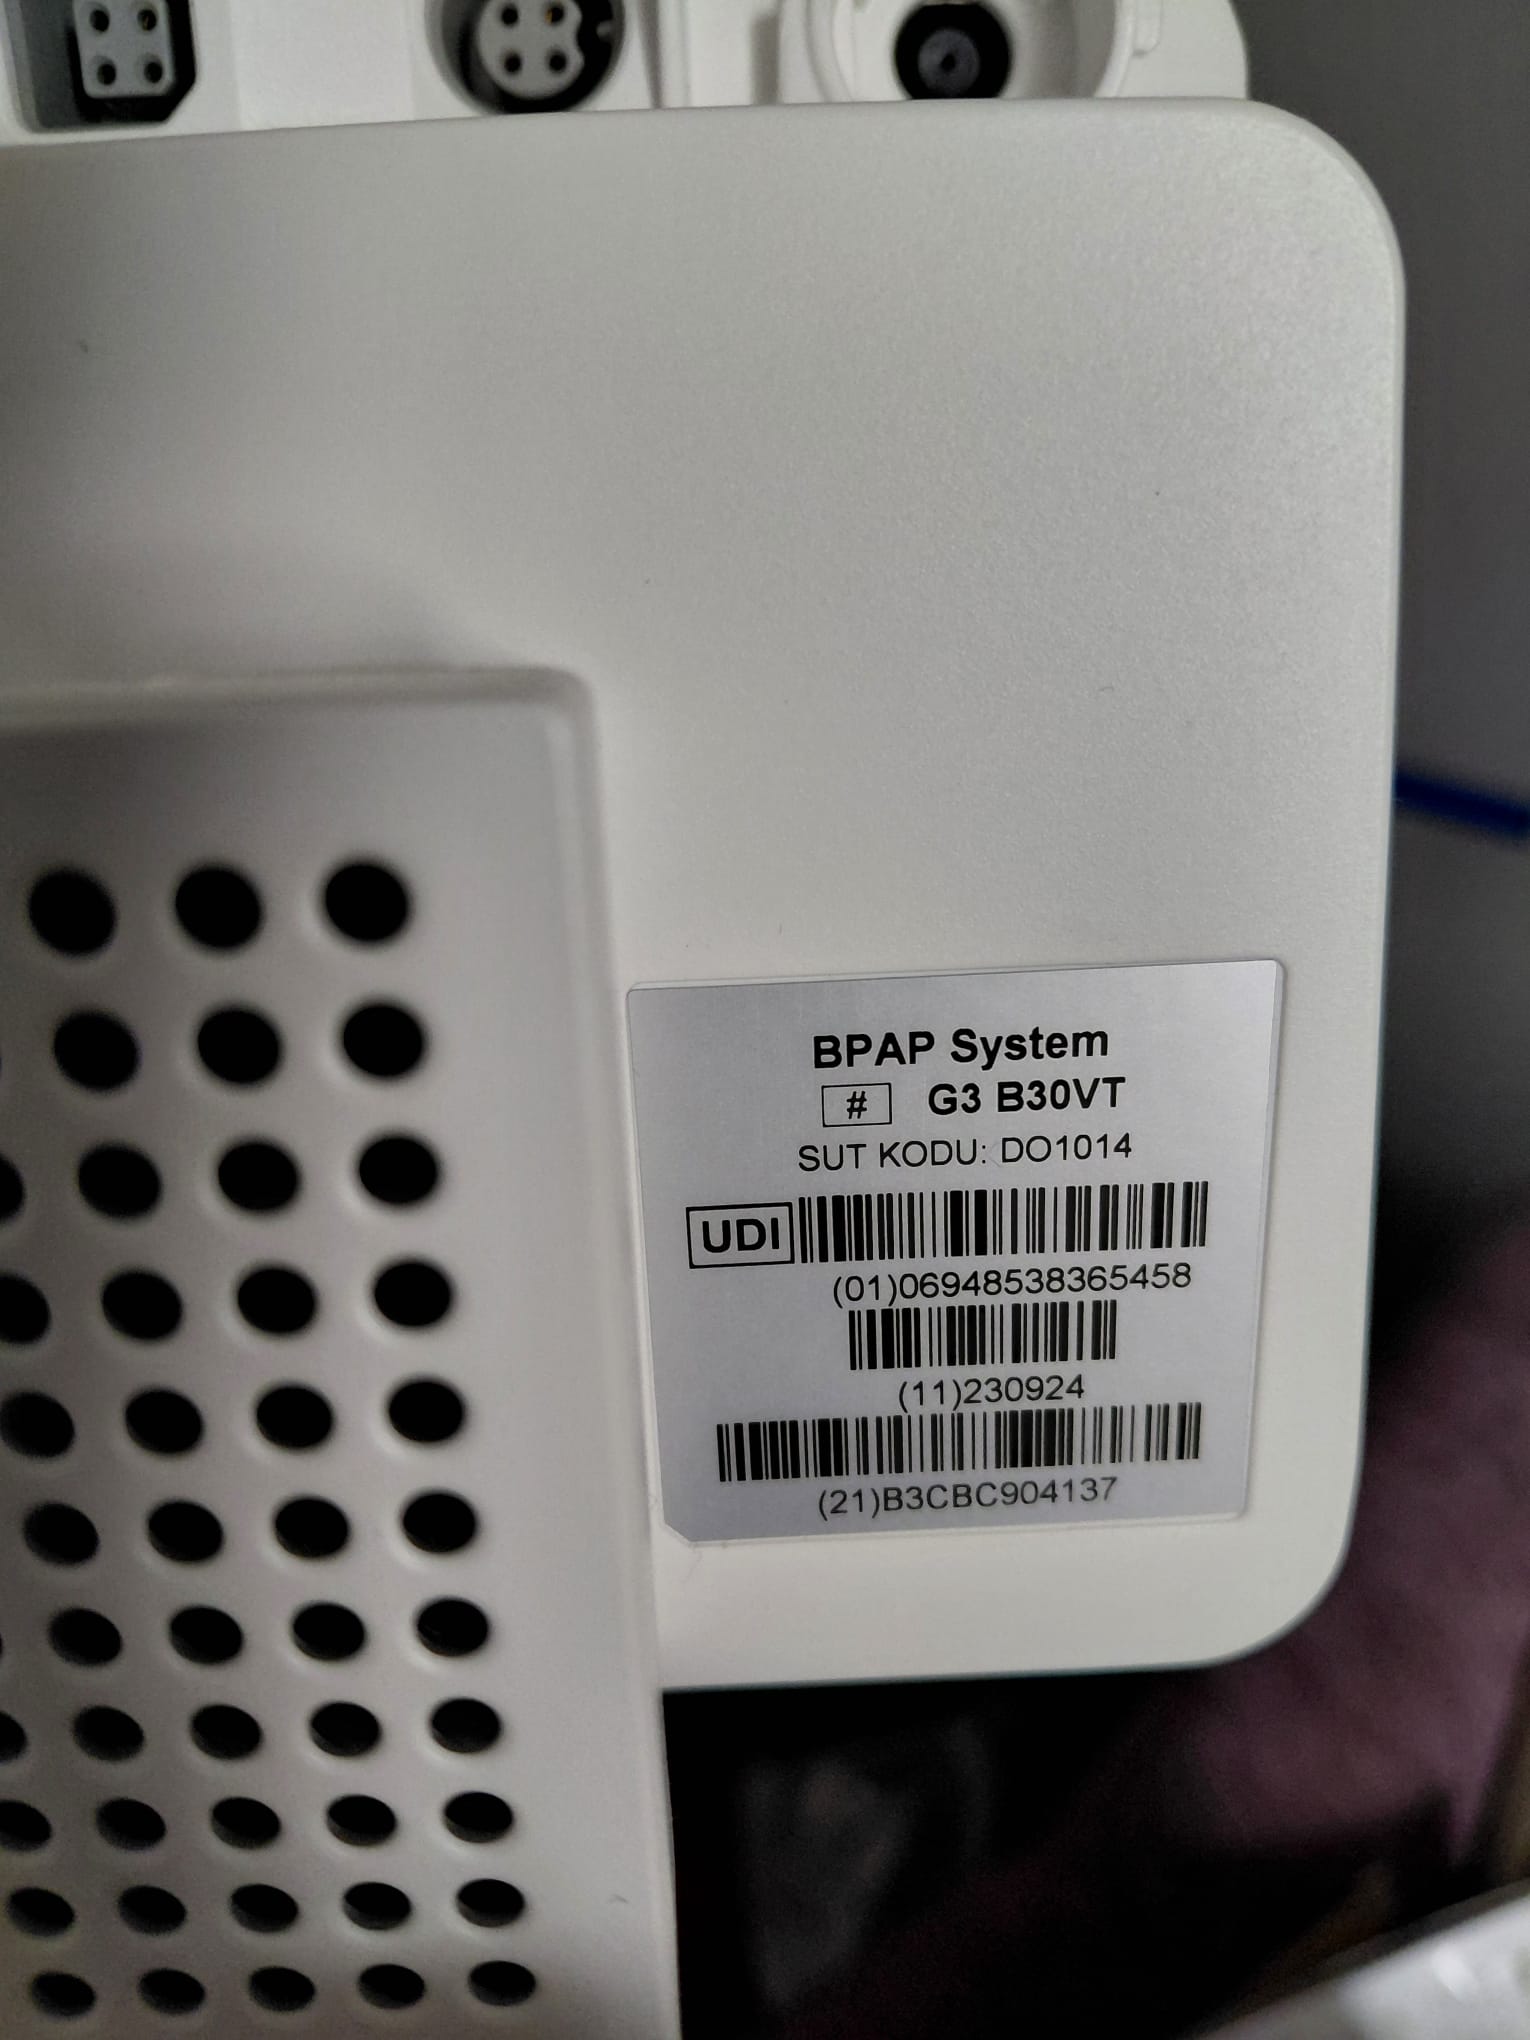 BPAP System
# G3 B30VT
SUT KODU: DO1014
UDI
(01)06948538365458
(11)230924
(21)B3CBC904137